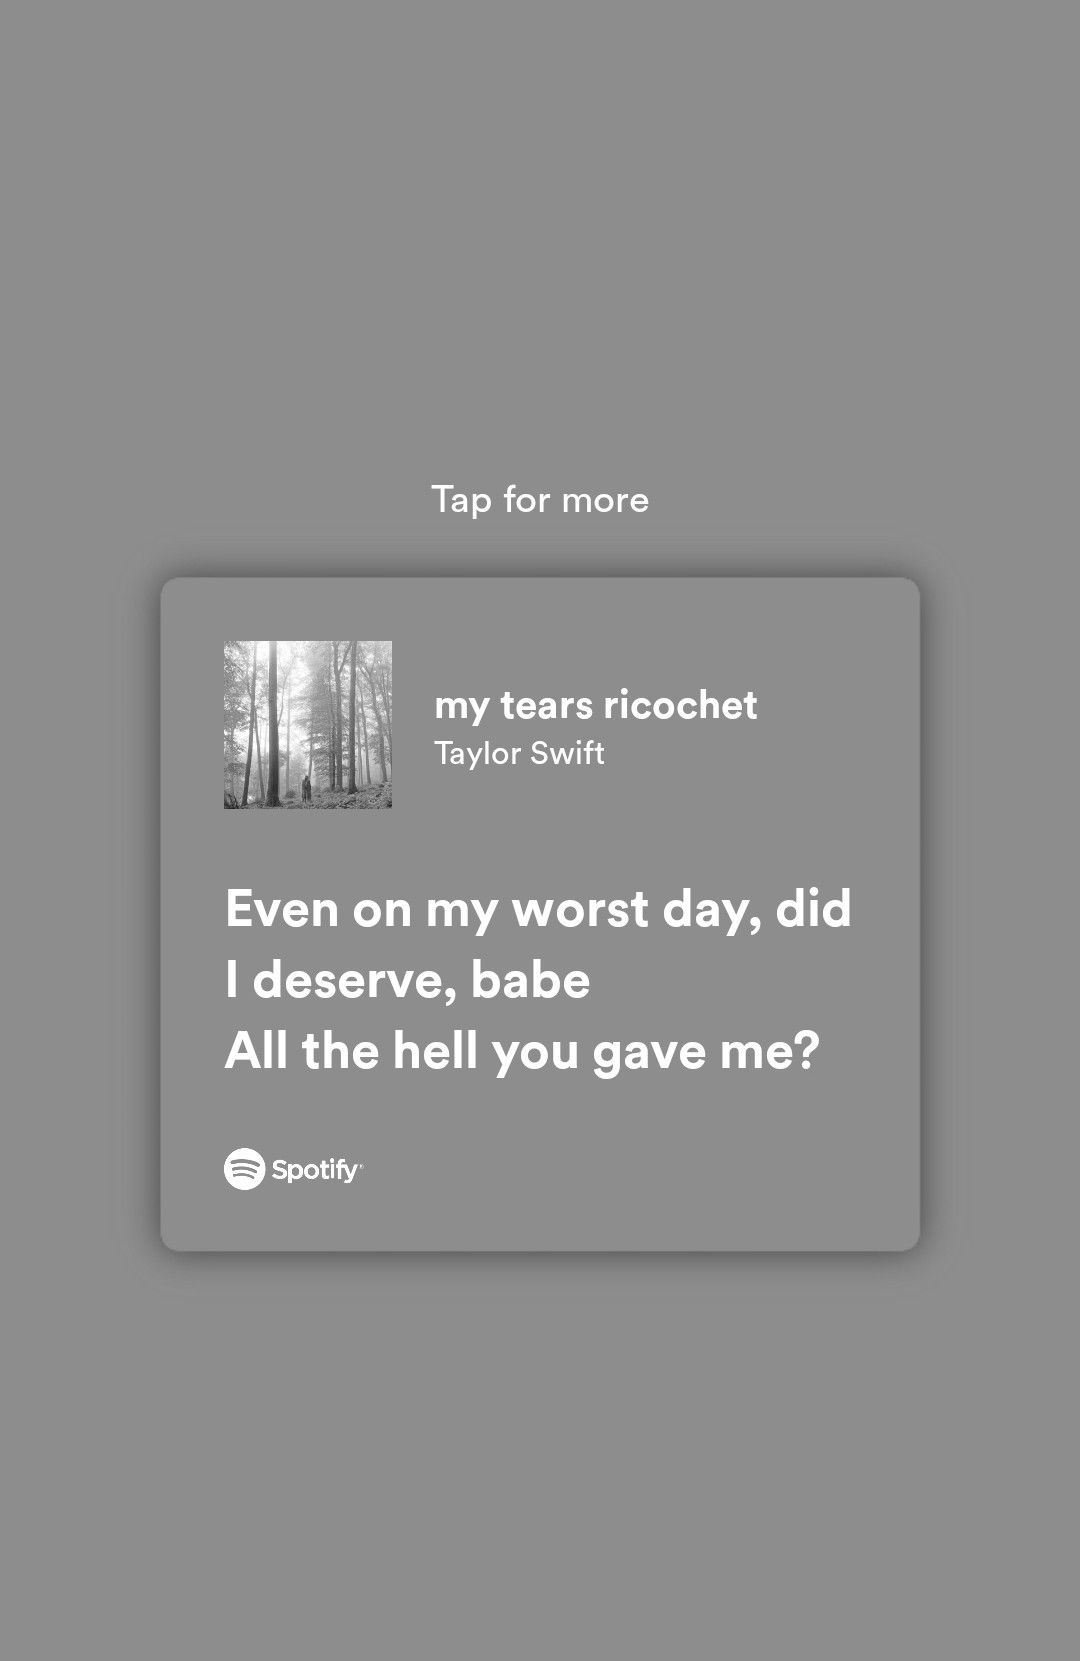 Tap for more
my tears ricochet
Taylor Swift
Even on my worst day, did
I deserve, babe
All the hell you gave me?
Spotify®